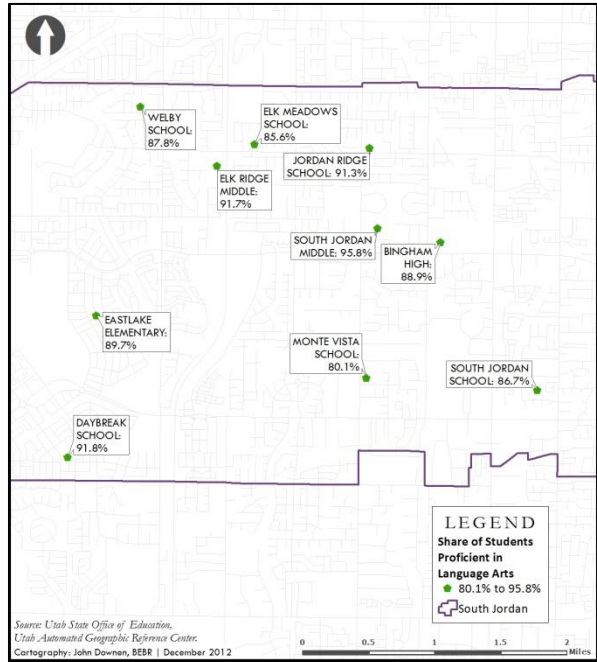 WELBY
SCHOOL:
87.8%
ELK MEADOWS
SCHOOL:
85.6%
JORDAN RIDGE
SCHOOL: 91.3%
ELK RIDGE
MIDDLE:
91.7%
SOUTH JORDAN
MIDDLE: 95.8%
BINGHAM
HIGH:
88.9%
EASTLAKE
ELEMENTARY:
89.7%
MONTE VISTA
SCHOOL:
80.1%
SOUTH JORDAN
SCHOOL: 86.7%
DAYBREAK
SCHOOL:
91.8%
LEGEND
Share of Students
Proficient in
Language Arts
80.1% to 95.8%
South Jordan
Source: Utah State Office of Education,
Utah Automated Geographic Reference Center.
Cartography: John Downen, BEBR | December 2012
0 0.5 1 2
Miles